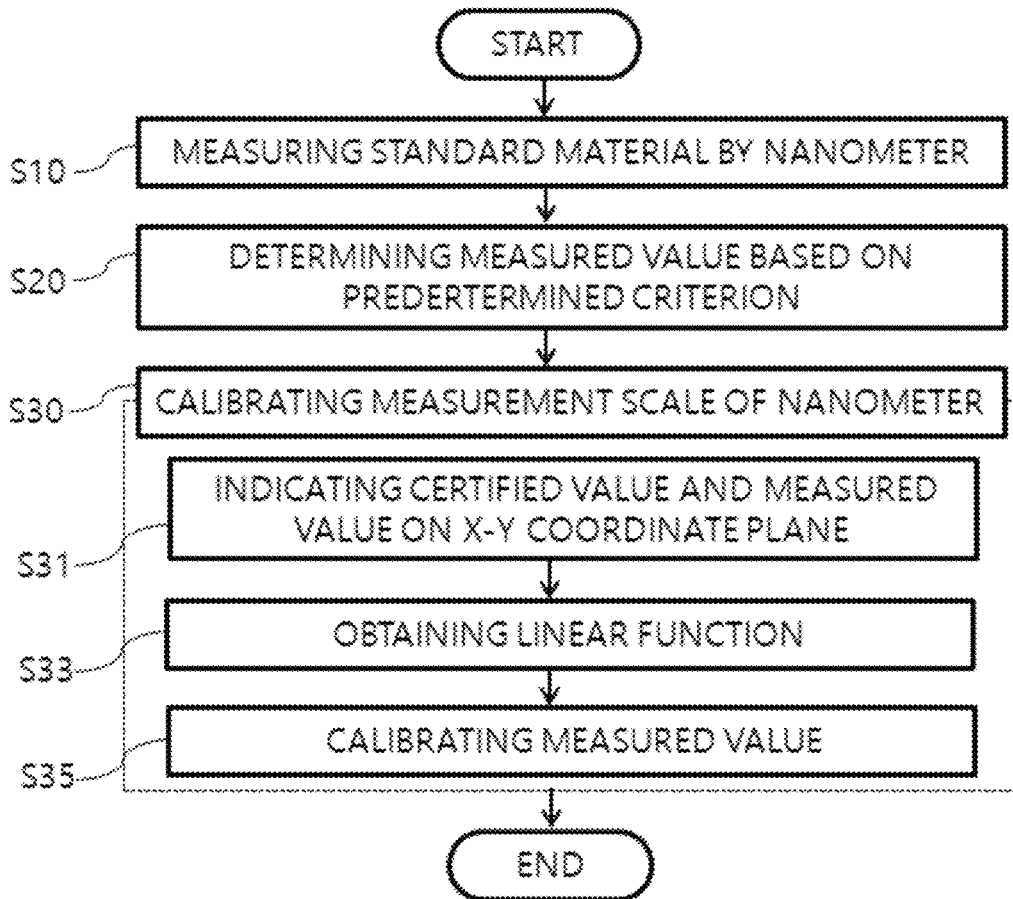 START
S10
MEASURING STANDARD MATERIAL BY NANOMETER
S20
DETERMINING MEASURED VALUE BASED ON
PREDERTMINED CRITERION
S30
CALIBRATING MEASUREMENT SCALE OF NANOMETER
S31
INDICATING CERTIFIED VALUE AND MEASURED
VALUE ON X-Y COORDINATE PLANE
S33
OBTAINING LINEAR FUNCTION
S35
CALIBRATING MEASURED VALUE
END